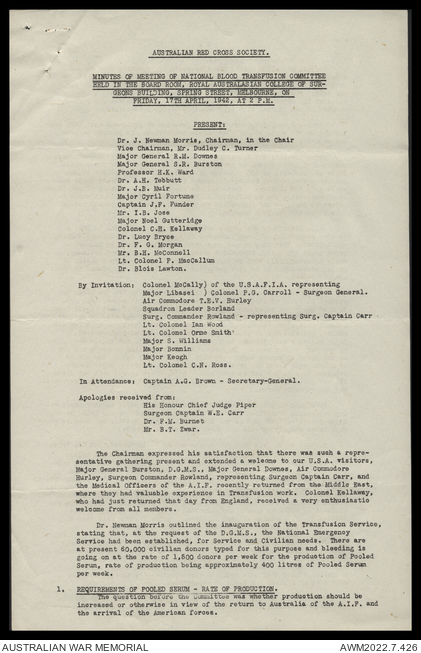 AUSTRALIAN RED CROSS SOCIETY.
MINUTES OF MEETING OF NATIONAL BLOOD TRANSFUSION COMMITTEE
HELD IN THE BOARD ROOM, ROYAL AUSTRALASIAN COLLEGE OF SUR-
GEONS BUILDING, SPRING STREET, MELBOURNE, ON
FRIDAY, 17TH APRIL, 1942, AT 2 P.M.
PRESENT:
Dr. J. Newman Morris, Chairman, in the Chair
Vice Chairman, Mr. Dudley C. Turner
Major General R.M. Downes
Major General S.R. Burston
Professor H.K. Ward
Dr. A.H. Tebbutt
Dr. J.B. Muir
Major Cyril Fortune
Captain J.F. Funder
Mr. I.B. Jose
Major Noel Gutteridge
Colonel C.H. Kellaway
Dr. Lucy Bryce
Dr. F. G. Morgan
Mr. B.H. McConnell
Lt. Colonel P. MacCallum
Dr. Blois Lawton.
By Invitation: Colonel McCally) of the U.S.A.F.I.A. representing
Major Libasei ) Colonel P.G. Carroll - Surgeon General.
Air Commodore T.E.V. Hurley
Squadron Leader Borland
Surg. Commander Rowland - representing Surg. Captain Carr
Lt. Colonel Ian Wood
Lt. Colonel Orme Smith
Major S. Williams
Major Bonnin
Major Keogh
Lt. Colonel C.N. Ross.
In Attendance: Captain A.G. Brown - Secretary-General.
Apologies received from:
His Honour Chief Judge Piper
Surgeon Captain W.E. Carr
Dr. F.M. Burnet
Mr. B.T. Zwar.
The Chairman expressed his satisfaction that there was such a repre-
sentative gathering present and extended a welcome to our U.S.A. visitors,
Major General Burston, D.G.M.S., Major General Downes, Air Commodore
Hurley, Surgeon Commander Rowland, representing Surgeon Captain Carr, and
the Medical Officers of the A.I.F. recently returned from the Middle East,
where they had valuable experience in Transfusion work. Colonel Kellaway,
who had just returned that day from England, received a very enthusiastic
welcome from all members.
Dr. Newman Morris outlined the inauguration of the Transfusion Service,
stating that, at the request of the D.G.M.S., the National Emergency
Service had been established, for Service and Civilian needs. There are
at present 60,000 civilian donors typed for this purpose and bleeding is
going on at the rate of 1,500 donors per week for the production of Pooled
Serum, rate of production being approximately 400 litres of Pooled Serum
per week.
1. REQUIREMENTS OF POOLED SERUM - RATE OF PRODUCTION.
The question before the Committee was whether production should be
increased or otherwise in view of the return to Australia of the A.I.F. and
the arrival of the American forces.
AUSTRALIAN WAR MEMORIAL
AWM2022.7.426